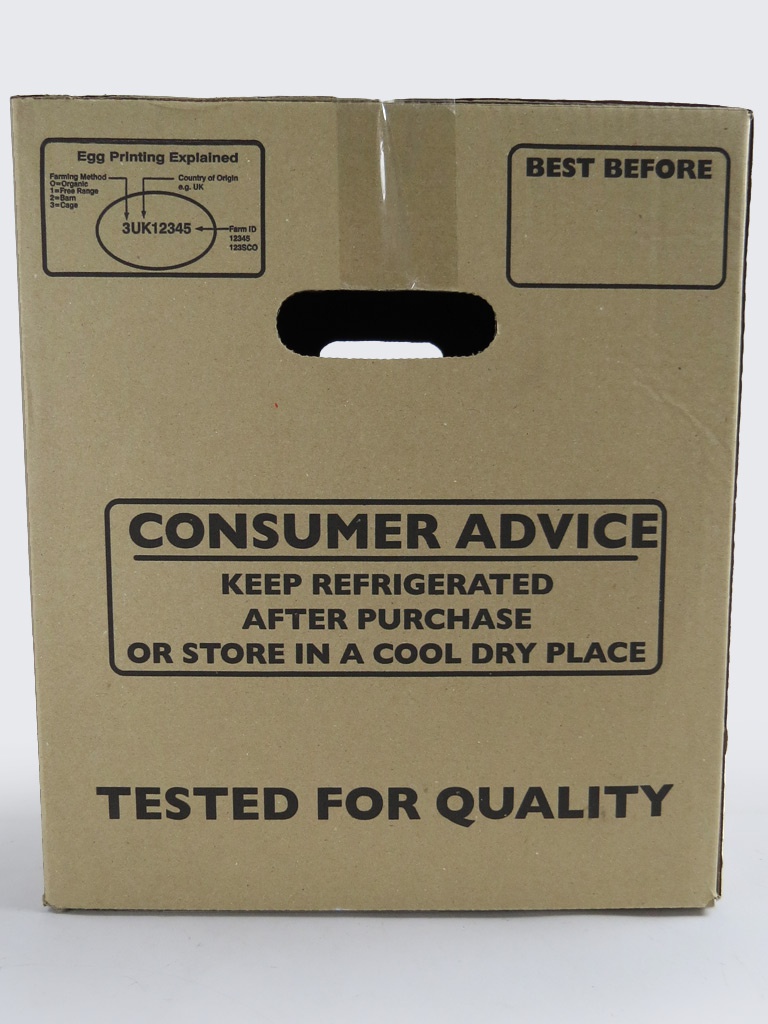 Egg Printing Explained
Farming Method
0=Organic
1=Free Range
2=Barn
3=Cage
Country of Origin
e.g. UK
3UK12345
Farm ID
12345
123SCO
BEST BEFORE
CONSUMER ADVICE
KEEP REFRIGERATED
AFTER PURCHASE
OR STORE IN A COOL DRY PLACE
TESTED FOR QUALITY